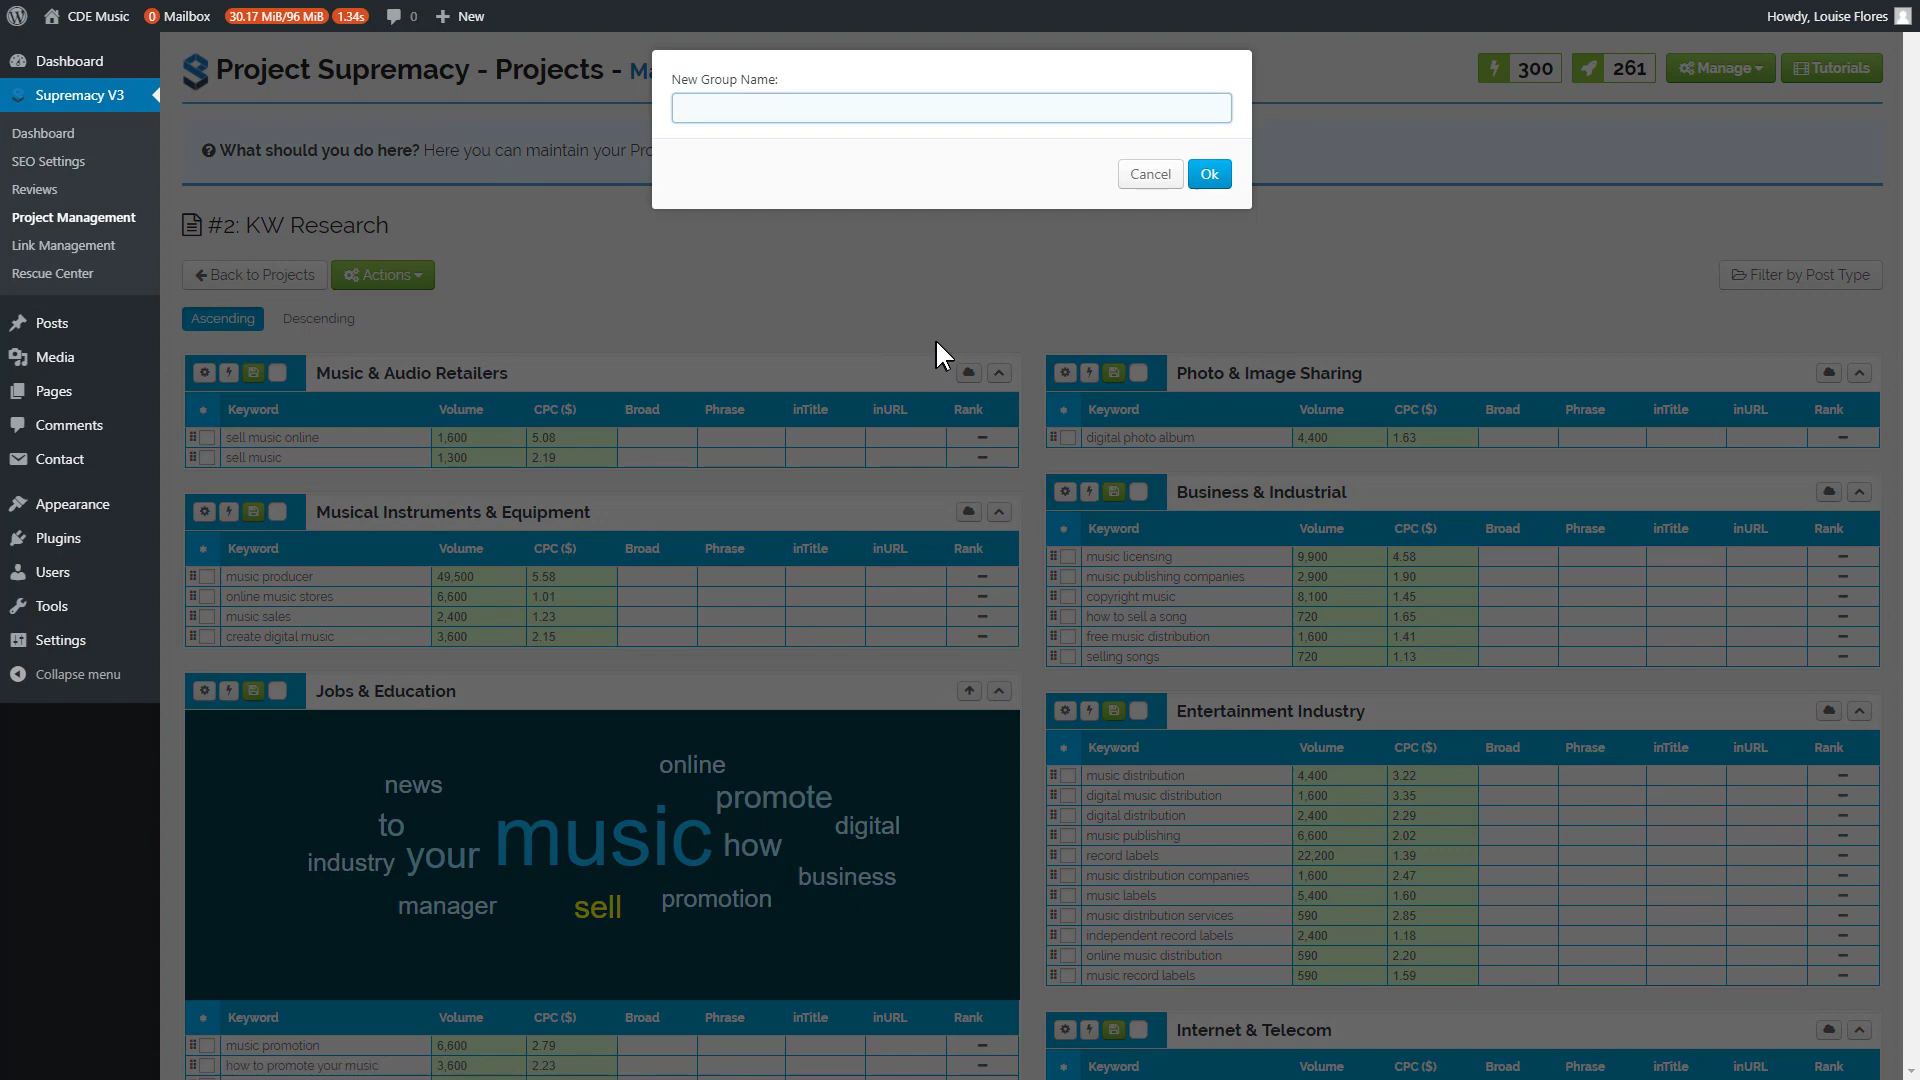 CDE Music 0 Mailbox 30.17 MiB/96 MiB 1.34s 0 New Howdy, Louise Flores
Dashboard
Supremacy V3
Dashboard
SEO Settings
Reviews
Project Management
Link Management
Rescue Center
Posts
Media
Pages
Comments
Contact
Appearance
Plugins
Users
Tools
Settings
Collapse menu
Project Supremacy - Projects -
300 261 Manage Tutorials
New Group Name:
Cancel Ok
What should you do here? Here you can maintain your
#2: KW Research
Back to Projects Actions Filter by Post Type
Ascending Descending
Music & Audio Retailers
Keyword Volume CPC ($) Broad Phrase inTitle inURL Rank
sell music online 1,600 5.08
sell music 1,300 2.19
Musical Instruments & Equipment
Keyword Volume CPC ($) Broad Phrase inTitle inURL Rank
music producer 49,500 5.58
online music stores 6,600 1.01
music sales 2,400 1.23
create digital music 3,600 2.15
Jobs & Education
online
news
promote
to
music
digital
how
your
industry
business
promotion
manager
sell
Keyword Volume CPC ($) Broad Phrase inTitle inURL Rank
music promotion 6,600 2.79
how to promote your music 3,600 2.23
Photo & Image Sharing
Keyword Volume CPC ($) Broad Phrase inTitle inURL Rank
digital photo album 4,400 1.63
Business & Industrial
Keyword Volume CPC ($) Broad Phrase inTitle inURL Rank
music licensing 9,900 4.58
music publishing companies 2,900 1.90
copyright music 8,100 1.45
how to sell a song 720 1.65
free music distribution 1,600 1.41
selling songs 720 1.13
Entertainment Industry
Keyword Volume CPC ($) Broad Phrase inTitle inURL Rank
music distribution 4,400 3.22
digital music distribution 1,600 3.35
digital distribution 2,400 2.29
music publishing 6,600 2.02
record labels 22,200 1.39
music distribution companies 1,600 2.47
music labels 5,400 1.60
music distribution services 590 2.85
independent record labels 2,400 1.18
online music distribution 590 2.20
music record labels 590 1.59
Internet & Telecom
Keyword Volume CPC ($) Broad Phrase inTitle inURL Rank